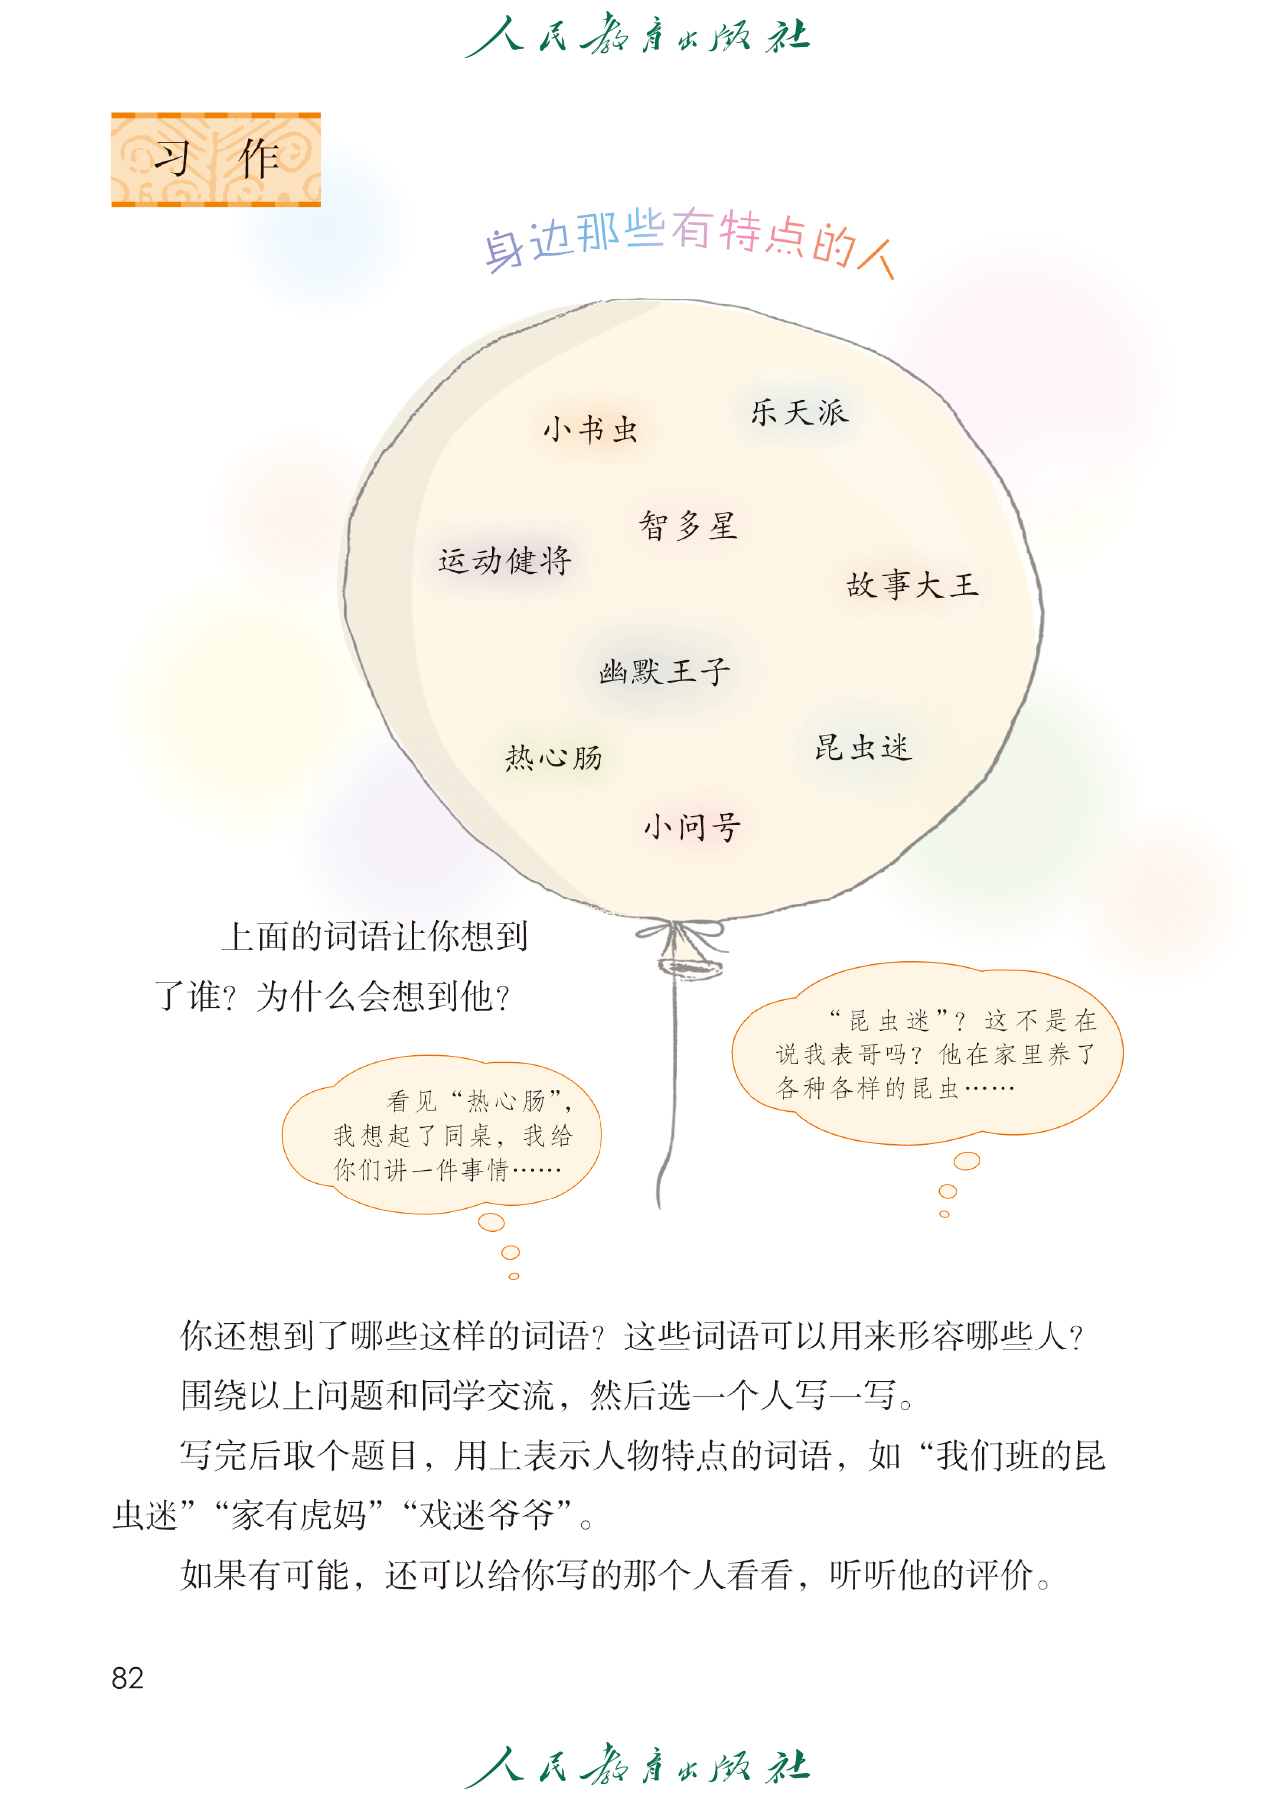 人民教育出版社
习 作
身边那些有特点的人
小书虫
乐天派
智多星
运动健将
故事大王
幽默王子
热心肠
昆虫迷
小问号
上面的词语让你想到
了谁？为什么会想到他？
“昆虫迷”？这不是在
说我表哥吗？他在家里养了
各种各样的昆虫……
看见“热心肠”，
我想起了同桌，我给
你们讲一件事情……
你还想到了哪些这样的词语？这些词语可以用来形容哪些人？
围绕以上问题和同学交流，然后选一个人写一写。
写完后取个题目，用上表示人物特点的词语，如“我们班的昆
虫迷”“家有虎妈”“戏迷爷爷”。
如果有可能，还可以给你写的那个人看看，听听他的评价。
82
人民教育出版社